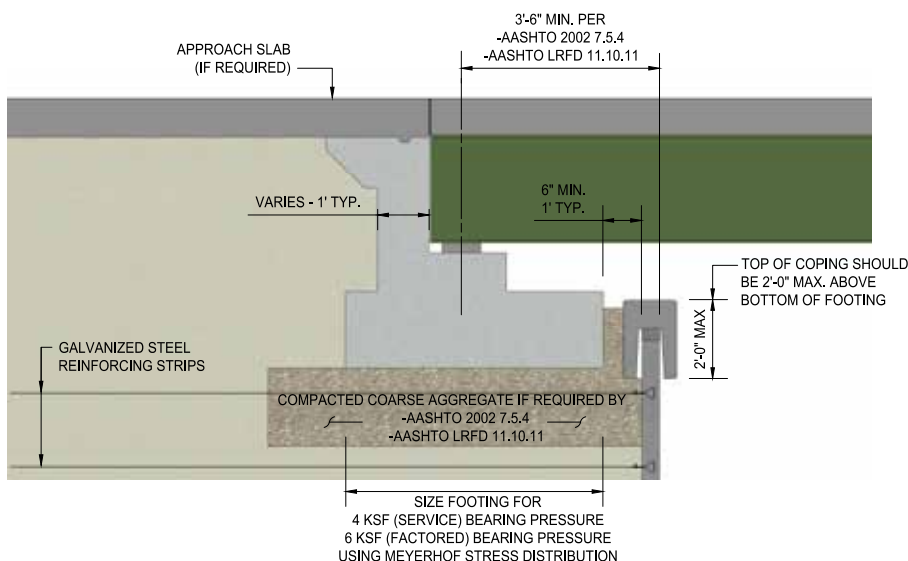 3'-6" MIN. PER
-AASHTO 2002 7.5.4
-AASHTO LRFD 11.10.11
APPROACH SLAB
(IF REQUIRED)
6" MIN.
1' TYP.
VARIES - 1' TYP.
TOP OF COPING SHOULD
BE 2'-0" MAX. ABOVE
BOTTOM OF FOOTING
2'-0" MAX
GALVANIZED STEEL
REINFORCING STRIPS
COMPACTED COARSE AGGREGATE IF REQUIRED BY
-AASHTO 2002 7.5.4
-AASHTO LRFD 11.10.11
SIZE FOOTING FOR
4 KSF (SERVICE) BEARING PRESSURE
6 KSF (FACTORED) BEARING PRESSURE
USING MEYERHOF STRESS DISTRIBUTION